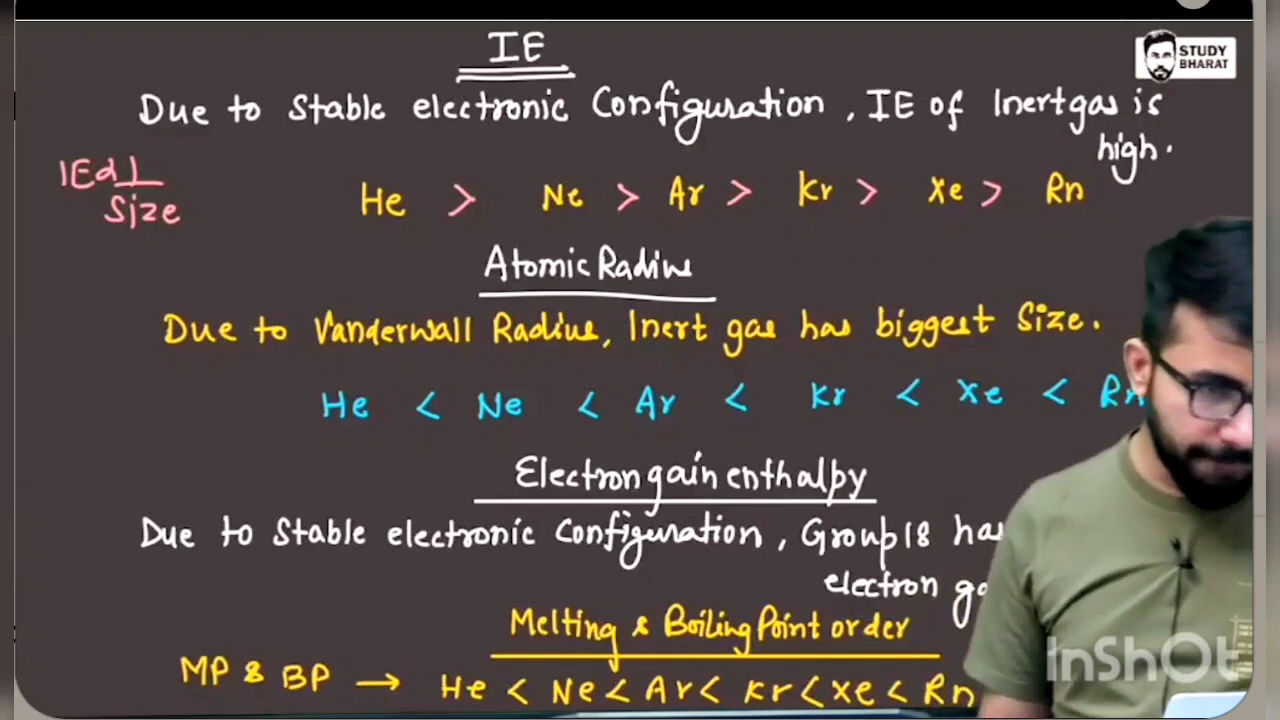 IE
STUDY
BHARAT
Due to Stable electronic Configuration, IE of Inertgas is
high.
IE α 1
Size
He > Ne > Ar > Kr > Xe > Rn
Atomic Radius
Due to Vanderwall Radius, Inert gas has biggest Size.
He < Ne < Ar < Kr < Xe < Rn
Electron gain enthalpy
Due to Stable electronic Configuration, Group 18 has
electron
Melting & Boiling Point order
MP & BP → He < Ne < Ar < Kr < Xe < Rn
InShOt